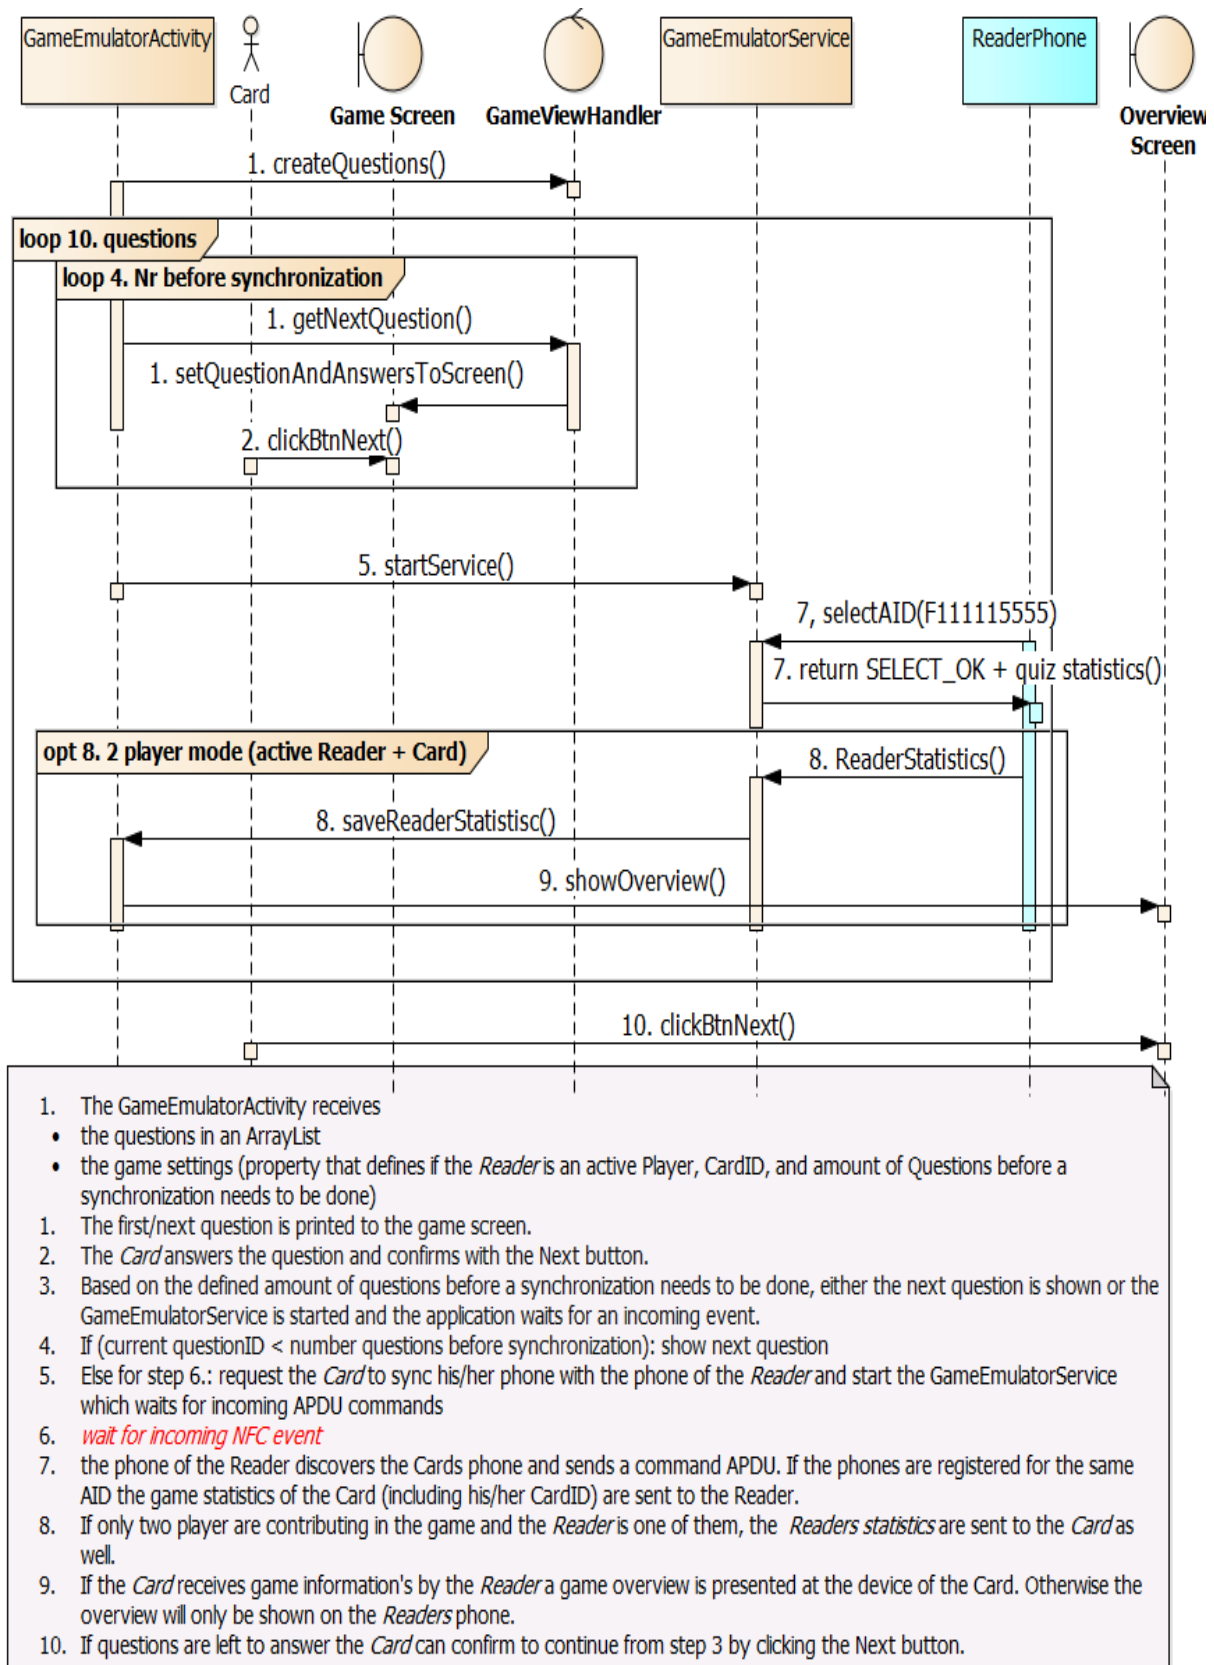 GameEmulatorActivity
Card
Game Screen
GameViewHandler
GameEmulatorService
ReaderPhone
Overview
Screen
1. createQuestions()
loop 10. questions
loop 4. Nr before synchronization
1. getNextQuestion()
1. setQuestionAndAnswersToScreen()
2. clickBtnNext()
5. startService()
7, selectAID(F111115555)
7. return SELECT_OK + quiz statistics()
opt 8. 2 player mode (active Reader + Card)
8. ReaderStatistics()
8. saveReaderStatistisc()
9. showOverview()
10. clickBtnNext()
1. The GameEmulatorActivity receives
• the questions in an ArrayList
• the game settings (property that defines if the Reader is an active Player, CardID, and amount of Questions before a
synchronization needs to be done)
1. The first/next question is printed to the game screen.
2. The Card answers the question and confirms with the Next button.
3. Based on the defined amount of questions before a synchronization needs to be done, either the next question is shown or the
GameEmulatorService is started and the application waits for an incoming event.
4. If (current questionID < number questions before synchronization): show next question
5. Else for step 6.: request the Card to sync his/her phone with the phone of the Reader and start the GameEmulatorService
which waits for incoming APDU commands
6. wait for incoming NFC event
7. the phone of the Reader discovers the Cards phone and sends a command APDU. If the phones are registered for the same
AID the game statistics of the Card (including his/her CardID) are sent to the Reader.
8. If only two player are contributing in the game and the Reader is one of them, the Readers statistics are sent to the Card as
well.
9. If the Card receives game information's by the Reader a game overview is presented at the device of the Card. Otherwise the
overview will only be shown on the Readers phone.
10. If questions are left to answer the Card can confirm to continue from step 3 by clicking the Next button.